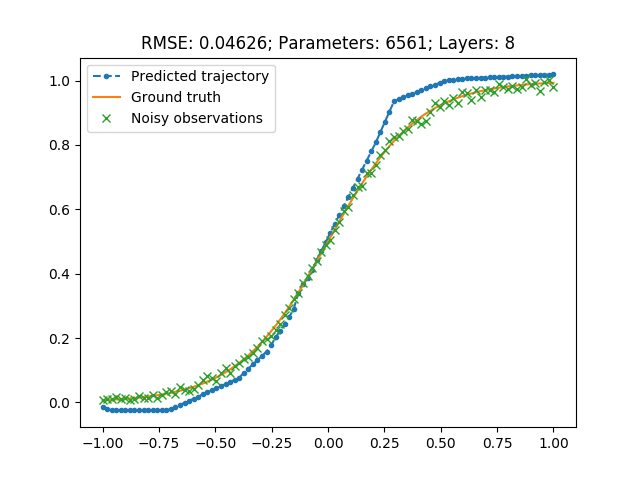 RMSE: 0.04626; Parameters: 6561; Layers: 8
Predicted trajectory
Ground truth
Noisy observations
1.0
0.8
0.6
0.4
0.2
0.0
−1.00 −0.75 −0.50 −0.25 0.00 0.25 0.50 0.75 1.00